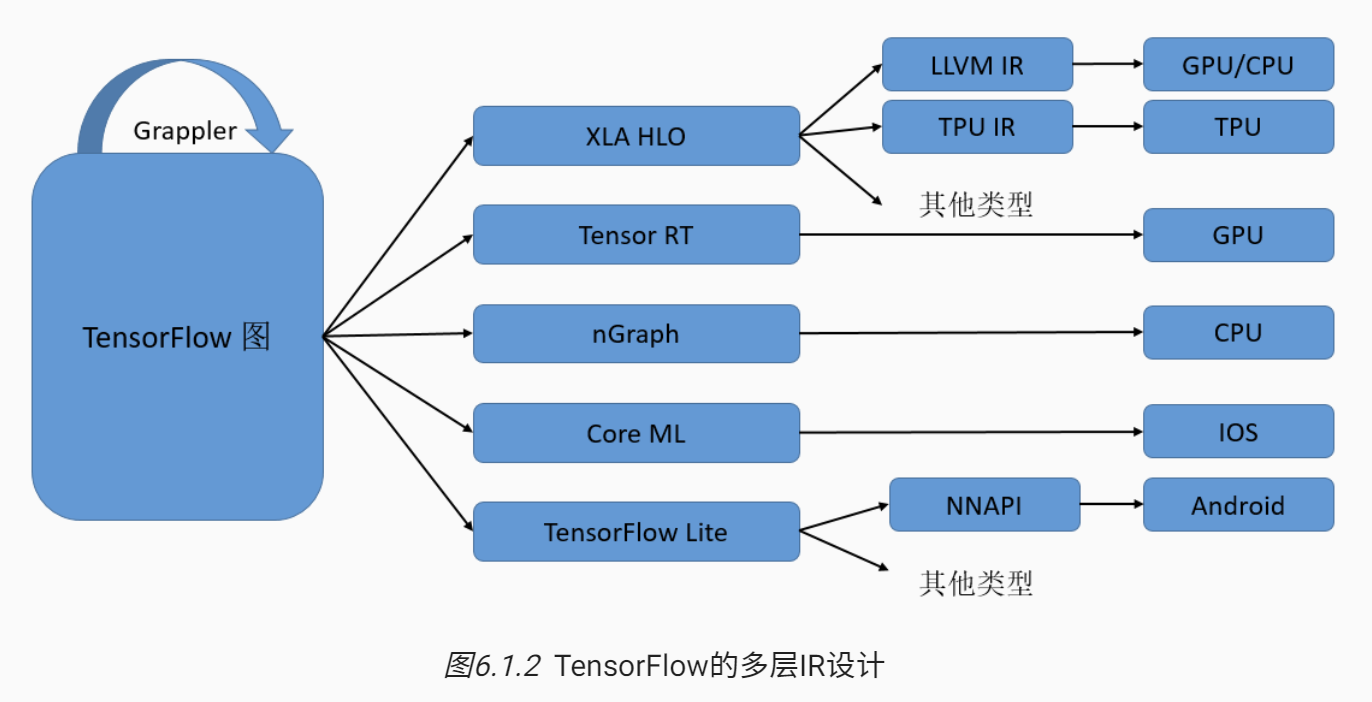 Grappler
TensorFlow 图
XLA HLO
LLVM IR
GPU/CPU
TPU IR
TPU
其他类型
Tensor RT
GPU
nGraph
CPU
Core ML
IOS
TensorFlow Lite
NNAPI
Android
其他类型
图6.1.2 TensorFlow的多层IR设计